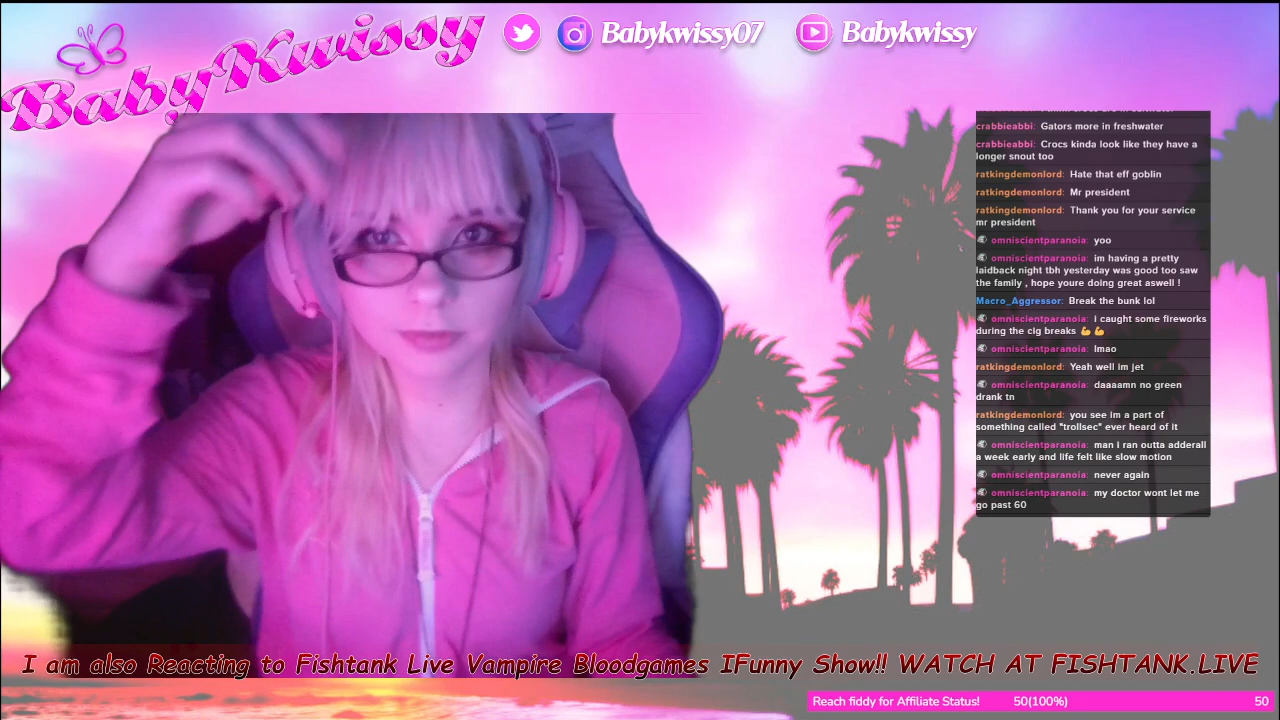 BabyKwissy
Babykwissy07
Babykwissy
crabbieabbi: Gators more in freshwater
crabbieabbi: Crocs kinda look like they have a
longer snout too
ratkingdemonlord: Hate that eff goblin
ratkingdemonlord: Mr president
ratkingdemonlord: Thank you for your service
mr president
omniscientparanoia: yoo
omniscientparanoia: im having a pretty
laidback night tbh yesterday was good too saw
the family , hope youre doing great aswell !
Macro_Aggressor: Break the bunk lol
omniscientparanoia: i caught some fireworks
during the cig breaks 💪💪
omniscientparanoia: lmao
ratkingdemonlord: Yeah well im jet
omniscientparanoia: daaaamn no green
drank tn
ratkingdemonlord: you see im a part of
something called "trollsec" ever heard of it
omniscientparanoia: man i ran outta adderall
a week early and life felt like slow motion
omniscientparanoia: never again
omniscientparanoia: my doctor wont let me
go past 60
I am also Reacting to Fishtank Live Vampire Bloodgames IFunny Show!! WATCH AT FISHTANK.LIVE
Reach fiddy for Affiliate Status! 50(100%) 50